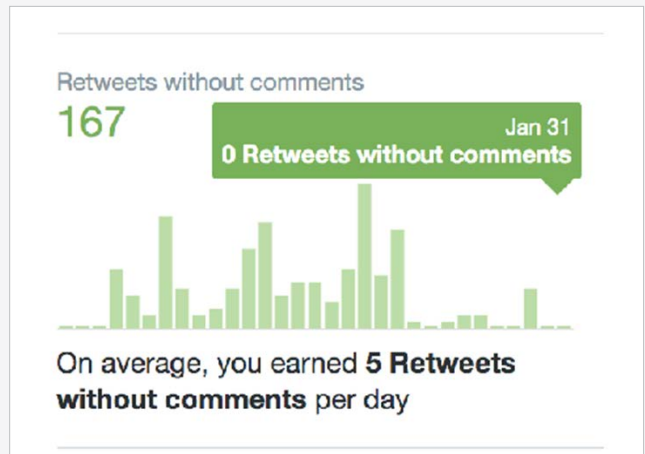 Retweets without comments
167
Jan 31
0 Retweets without comments
On average, you earned 5 Retweets
without comments per day